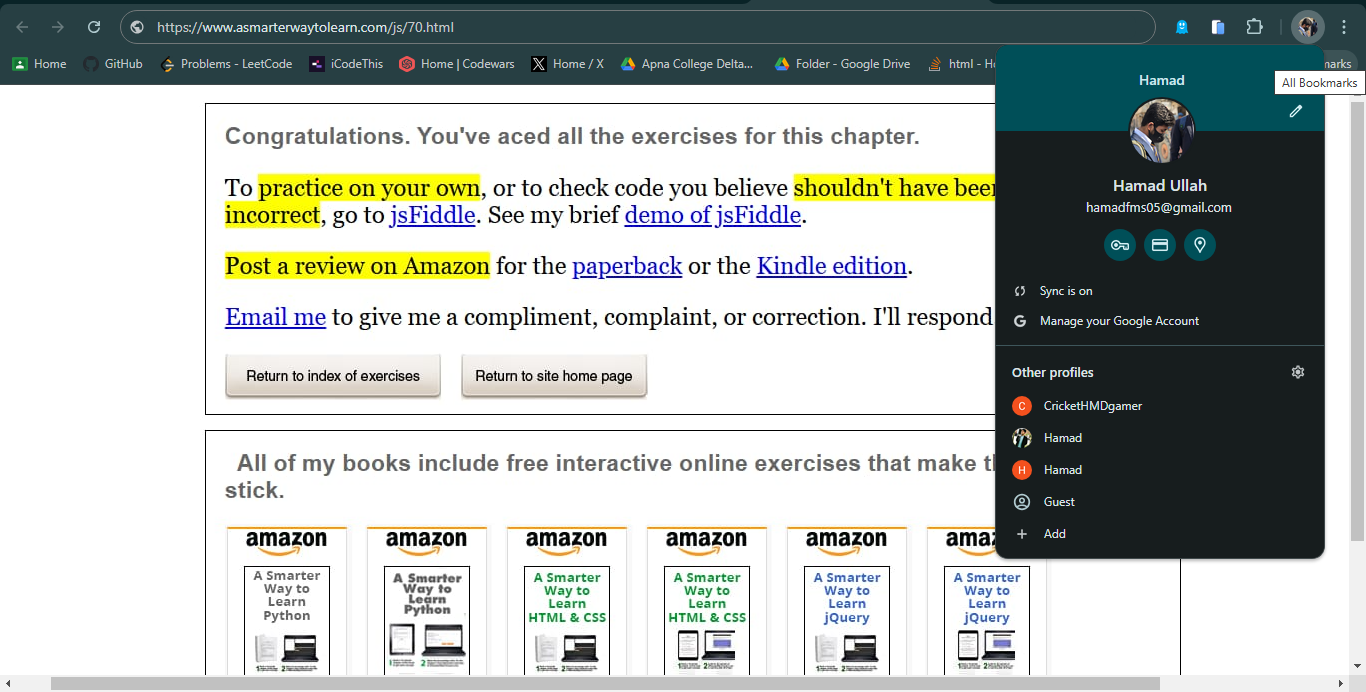 https://www.asmarterwaytolearn.com/js/70.html
Home GitHub Problems - LeetCode iCodeThis Home | Codewars Home / X Apna College Delta... Folder - Google Drive html - Ho
All Bookmarks
Congratulations. You've aced all the exercises for this chapter.
To practice on your own, or to check code you believe shouldn't have been
incorrect, go to jsFiddle. See my brief demo of jsFiddle.
Post a review on Amazon for the paperback or the Kindle edition.
Email me to give me a compliment, complaint, or correction. I'll respond
Return to index of exercises Return to site home page
Hamad
Hamad Ullah
hamadfms05@gmail.com
Sync is on
Manage your Google Account
Other profiles
C CricketHMDgamer
Hamad
H Hamad
Guest
Add
All of my books include free interactive online exercises that make th
stick.
amazon amazon amazon amazon amazon ama
A Smarter
Way to
Learn
Python
A Smarter
Way to
Learn
Python
A Smarter
Way to
Learn
HTML & CSS
A Smarter
Way to
Learn
HTML & CSS
A Smarter
Way to
Learn
jQuery
A Smarter
Way to
Learn
jQuery